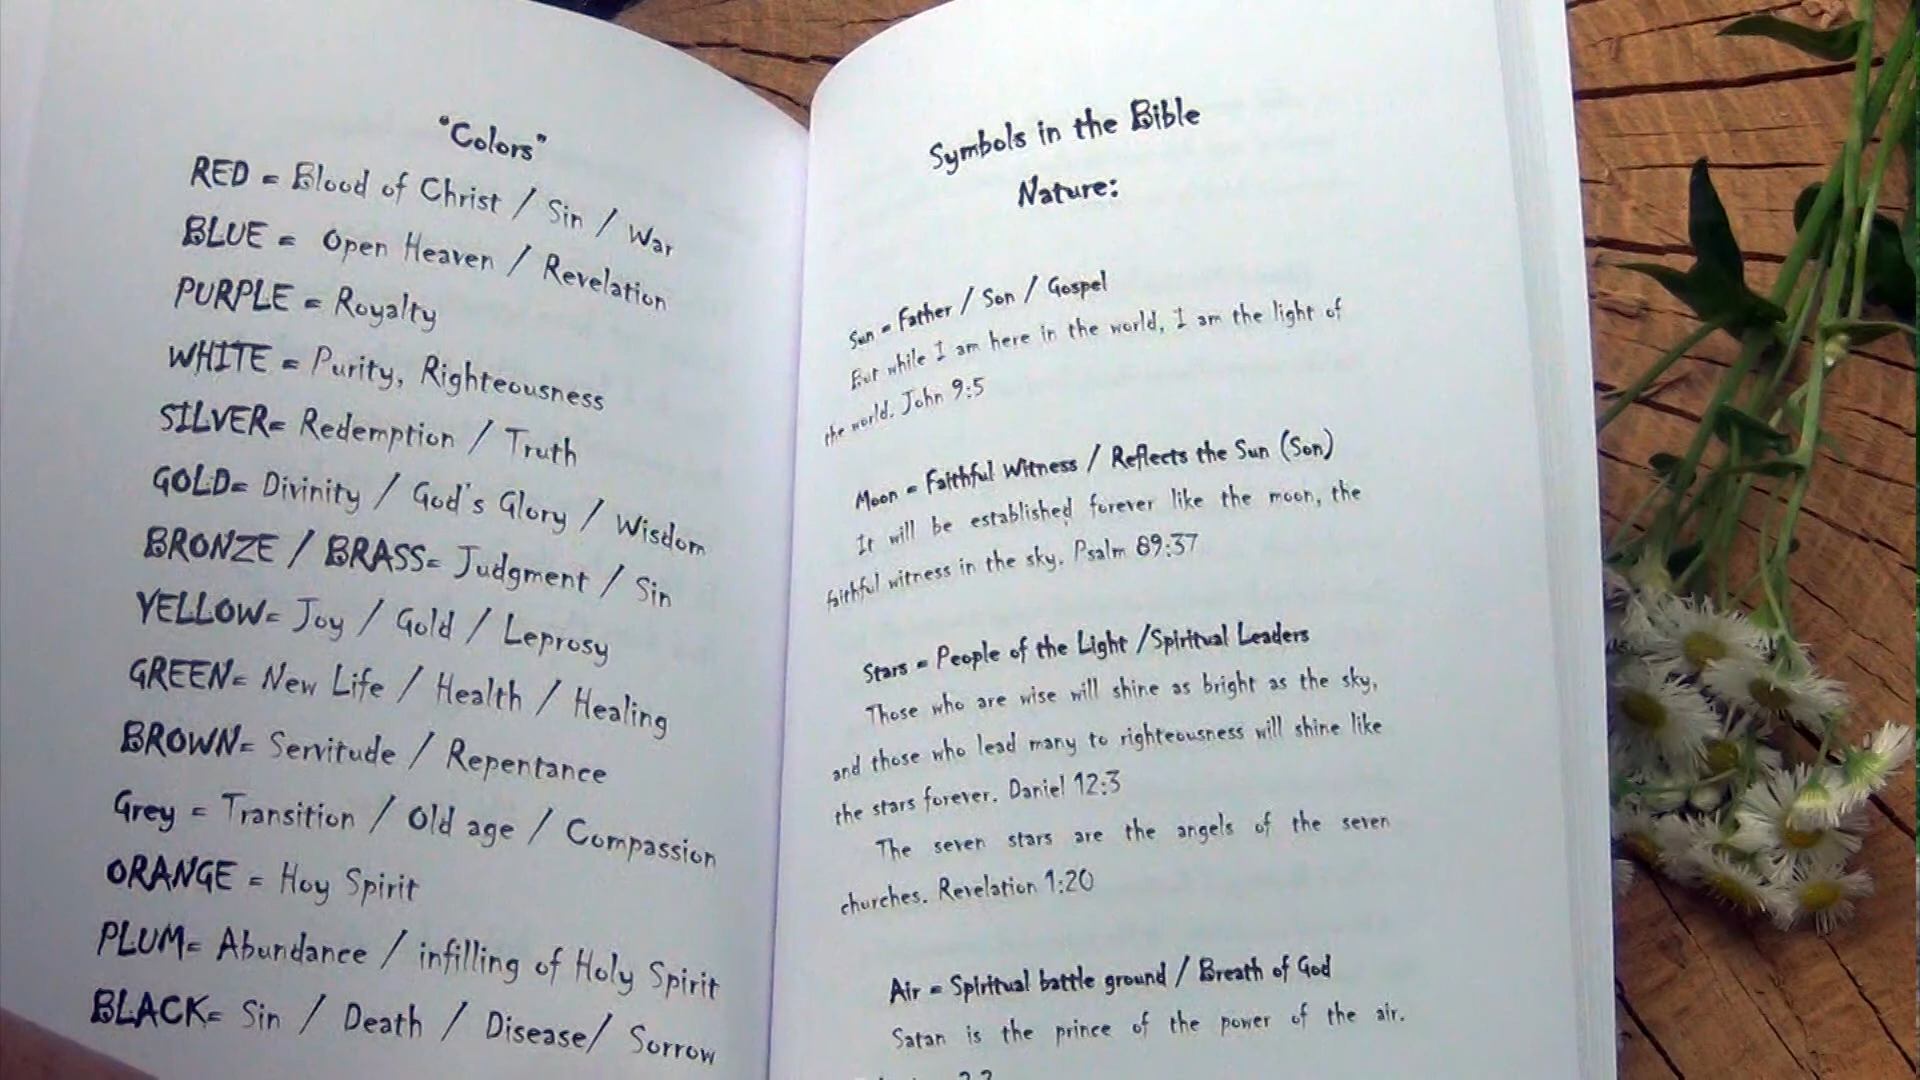 "Colors"
RED = Blood of Christ / Sin / War
BLUE = Open Heaven / Revelation
PURPLE = Royalty
WHITE = Purity, Righteousness
SILVER= Redemption / Truth
GOLD= Divinity / God's Glory / Wisdom
BRONZE / BRASS= Judgment / Sin
YELLOW= Joy / Gold / Leprosy
GREEN= New Life / Health / Healing
BROWN= Servitude / Repentance
Grey = Transition / Old age / Compassion
ORANGE = Hoy Spirit
PLUM= Abundance / infilling of Holy Spirit
BLACK= Sin / Death / Disease/ Sorrow
Symbols in the Bible
Nature:
Sun = Father / Son / Gospel
But while I am here in the world, I am the light of
the world. John 9:5
Moon = Faithful Witness / Reflects the Sun (Son)
It will be established forever like the moon, the
faithful witness in the sky. Psalm 89:37
Stars = People of the Light /Spiritual Leaders
Those who are wise will shine as bright as the sky,
and those who lead many to righteousness will shine like
the stars forever. Daniel 12:3
The seven stars are the angels of the seven
churches. Revelation 1:20
Air = Spiritual battle ground / Breath of God
Satan is the prince of the power of the air.